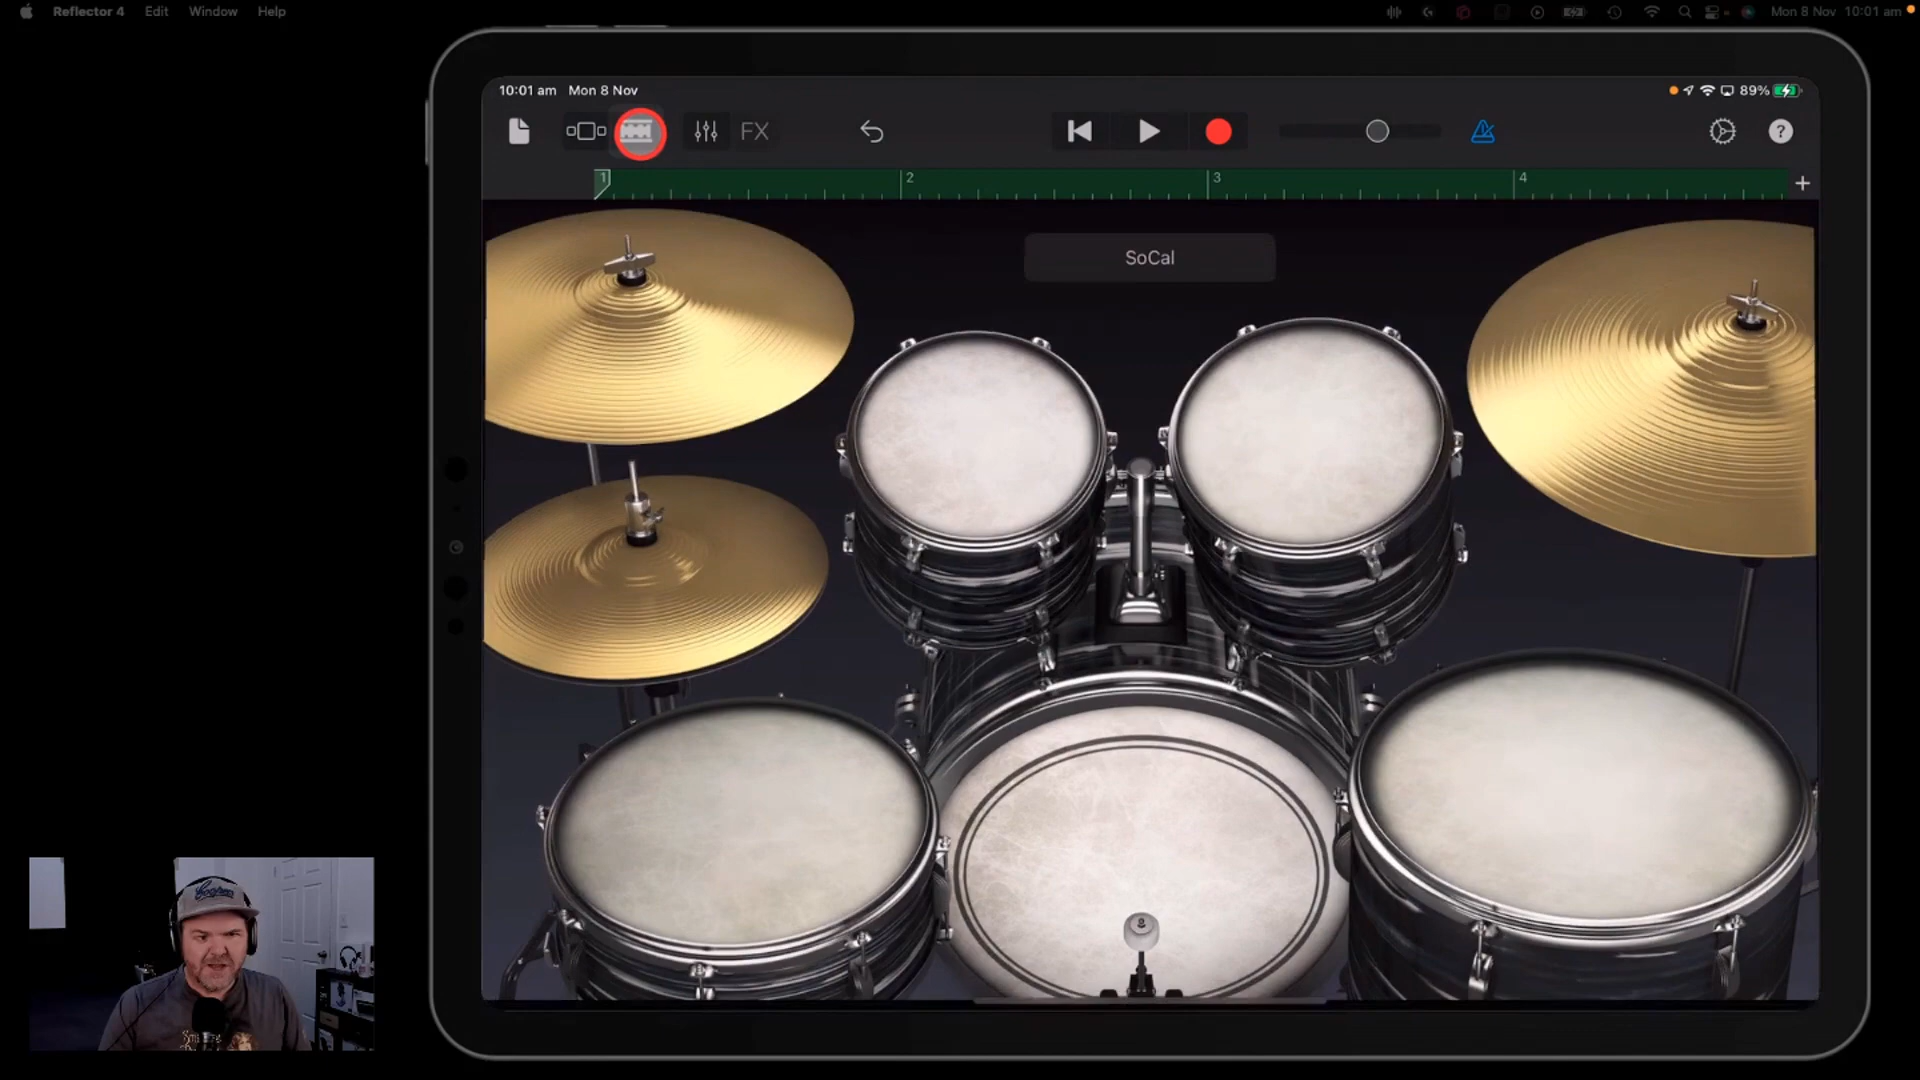 Reflector 4 Edit Window Help Mon 8 Nov 10:01 am
10:01 am Mon 8 Nov 89%
FX ?
1 2 3 4 +
SoCal